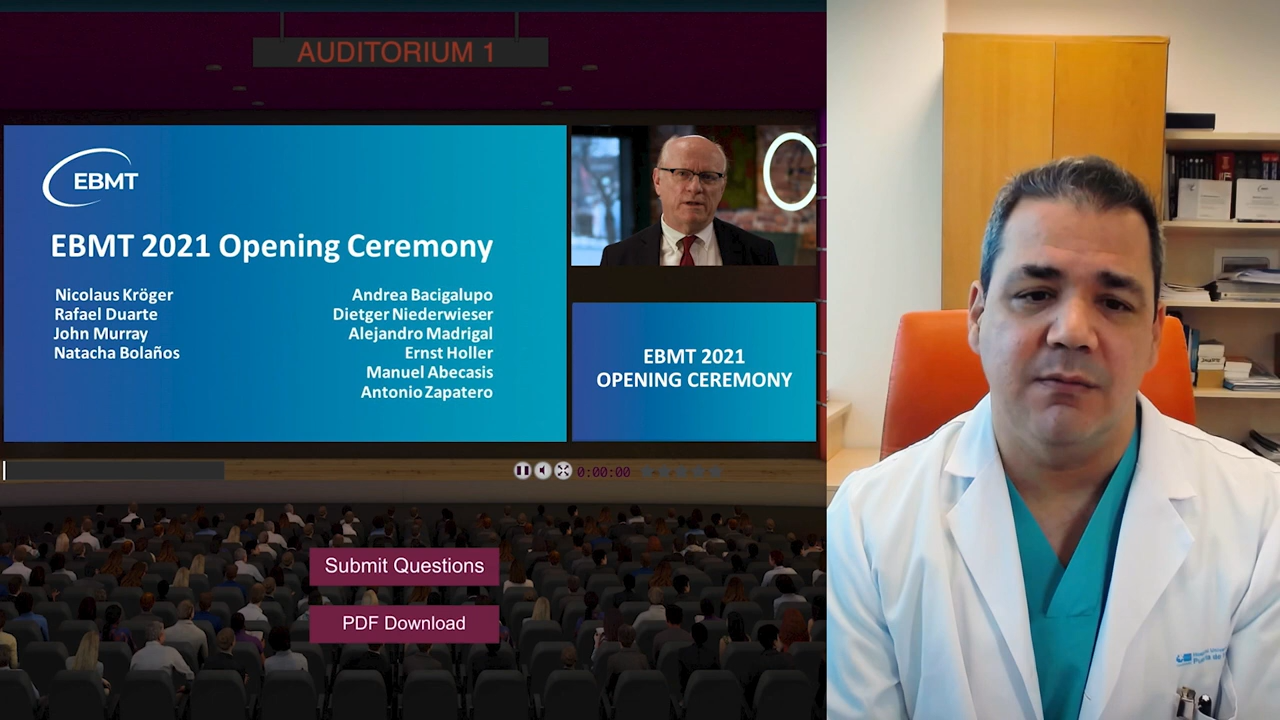 AUDITORIUM 1
EBMT
EBMT 2021 Opening Ceremony
Nicolaus Kröger
Rafael Duarte
John Murray
Natacha Bolaños
Andrea Bacigalupo
Dietger Niederwieser
Alejandro Madrigal
Ernst Holler
Manuel Abecasis
Antonio Zapatero
EBMT 2021
OPENING CEREMONY
0:00:00
Submit Questions
PDF Download